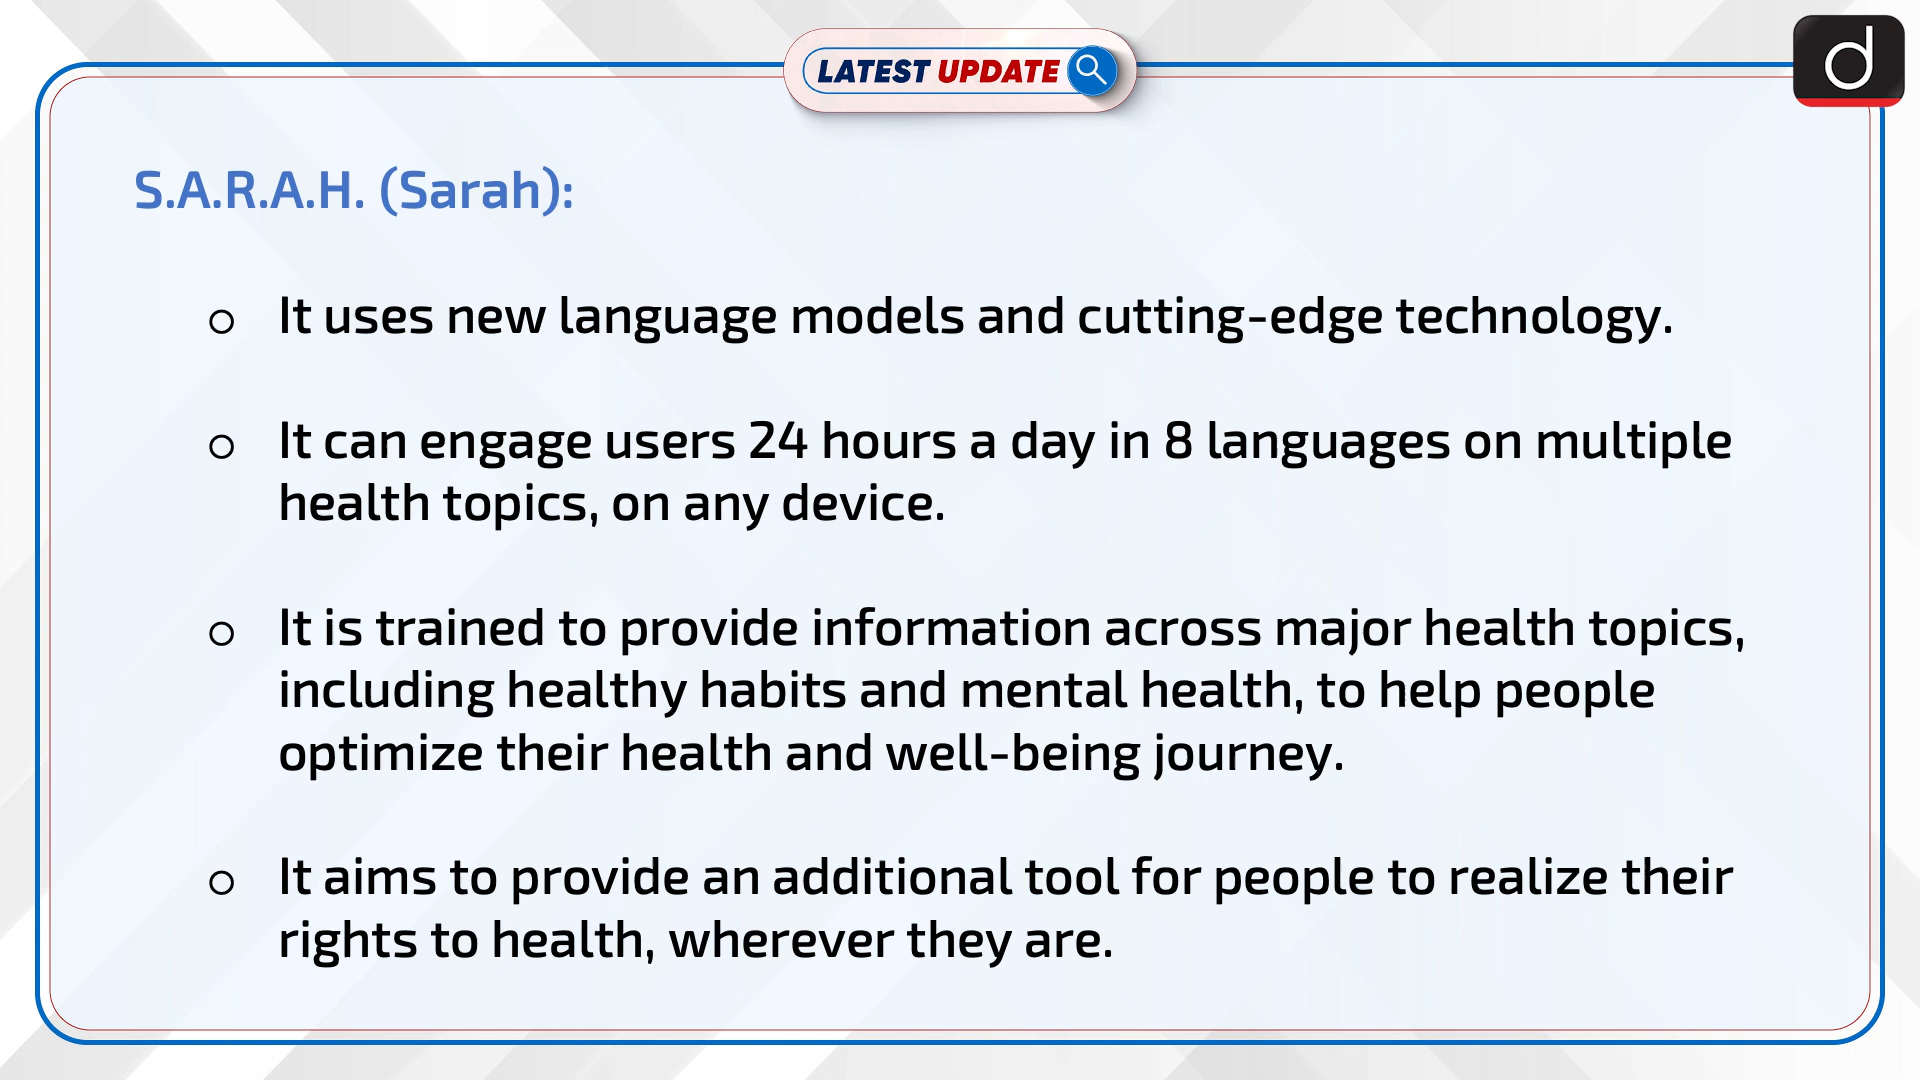 LATEST UPDATE
d
S.A.R.A.H. (Sarah):
It uses new language models and cutting-edge technology.
It can engage users 24 hours a day in 8 languages on multiple
health topics, on any device.
It is trained to provide information across major health topics,
including healthy habits and mental health, to help people
optimize their health and well-being journey.
It aims to provide an additional tool for people to realize their
rights to health, wherever they are.